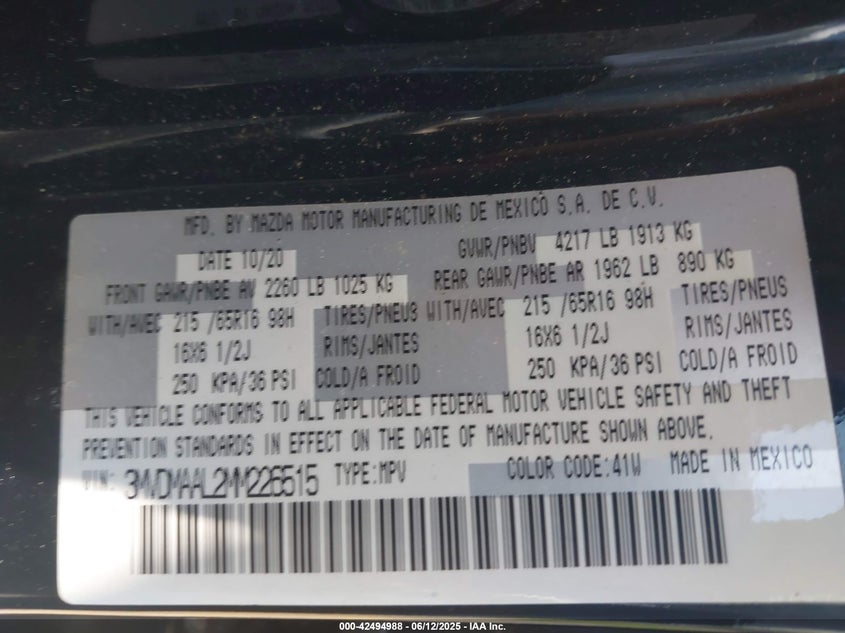 MFD. BY MAZDA MOTOR MANUFACTURING DE MEXICO S.A. DE C.V.
DATE 10/20 GVWR/PNBV 4217 LB 1913 KG
FRONT GAWR/PNBE AV 2260 LB 1025 KG REAR GAWR/PNBE AR 1962 LB 890 KG
WITH/AVEC 215 /65R16 98H TIRES/PNEUS WITH/AVEC 215 /65R16 98H TIRES/PNEUS
16X6 1/2J RIMS/JANTES 16X6 1/2J RIMS/JANTES
250 KPA/36 PSI COLD/A FROID 250 KPA/36 PSI COLD/A FROID
THIS VEHICLE CONFORMS TO ALL APPLICABLE FEDERAL MOTOR VEHICLE SAFETY AND THEFT
PREVENTION STANDARDS IN EFFECT ON THE DATE OF MANUFACTURE SHOWN ABOVE.
VIN: 3MVDMAAL2MM226515 TYPE:MPV COLOR CODE:41W MADE IN MEXICO
000-42494988 - 06/12/2025 - IAA Inc.